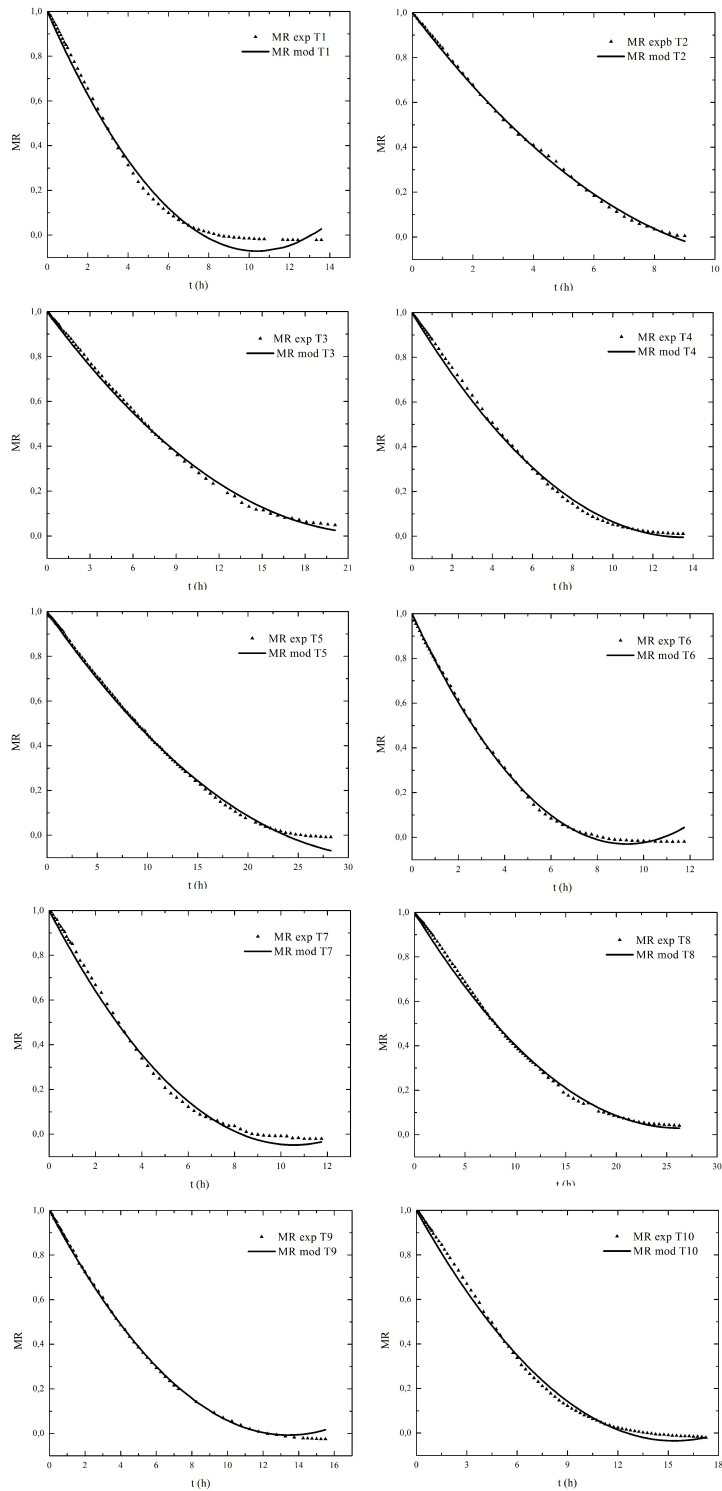 MR exp T1
MR mod T1
MR
1,0
0,8
0,6
0,4
0,2
0,0
0 2 4 6 8 10 12 14 16
t (h)
MR expb T2
MR mod T2
MR
1,0
0,8
0,6
0,4
0,2
0,0
0 2 4 6 8 10
t (h)
MR exp T3
MR mod T3
MR
1,0
0,8
0,6
0,4
0,2
0,0
0 3 6 9 12 15 18 21
t (h)
MR exp T4
MR mod T4
MR
1,0
0,8
0,6
0,4
0,2
0,0
0 2 4 6 8 10 12 14
t (h)
MR exp T5
MR mod T5
MR
1,0
0,8
0,6
0,4
0,2
0,0
0 5 10 15 20 25 30
t (h)
MR exp T6
MR mod T6
MR
1,0
0,8
0,6
0,4
0,2
0,0
0 2 4 6 8 10 12
t (h)
MR exp T7
MR mod T7
MR
1,0
0,8
0,6
0,4
0,2
0,0
0 2 4 6 8 10 12
t (h)
MR exp T8
MR mod T8
MR
1,0
0,8
0,6
0,4
0,2
0,0
0 5 10 15 20 25 30
t (h)
MR exp T9
MR mod T9
MR
1,0
0,8
0,6
0,4
0,2
0,0
0 2 4 6 8 10 12 14 16
t (h)
MR exp T10
MR mod T10
MR
1,0
0,8
0,6
0,4
0,2
0,0
0 3 6 9 12 15 18
t (h)